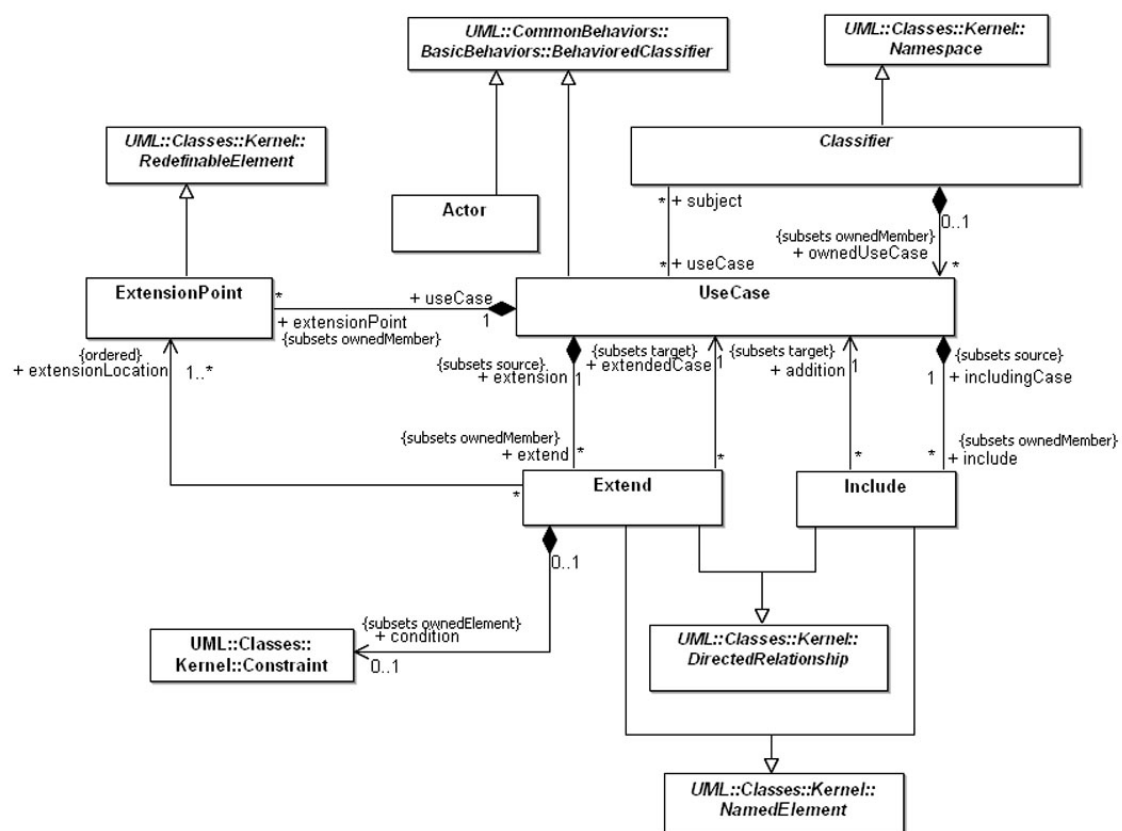 UML::CommonBehaviors::
BasicBehaviors::BehavioredClassifier
UML::Classes::Kernel::
Namespace
UML::Classes::Kernel::
RedefinableElement
Classifier
Actor
* + subject
0..1
{subsets ownedMember}
+ ownedUseCase
* + useCase
*
ExtensionPoint
UseCase
*
+ useCase
1
+ extensionPoint
{subsets ownedMember}
{ordered}
+ extensionLocation
1..*
{subsets source}
+ extension
1
{subsets target}
+ extendedCase
1
{subsets target}
+ addition
1
{subsets source}
1 + includingCase
{subsets ownedMember}
+ extend
*
*
*
{subsets ownedMember}
* + include
Extend
Include
*
0..1
{subsets ownedElement}
+ condition
0..1
UML::Classes::
Kernel::Constraint
UML::Classes::Kernel::
DirectedRelationship
UML::Classes::Kernel::
NamedElement